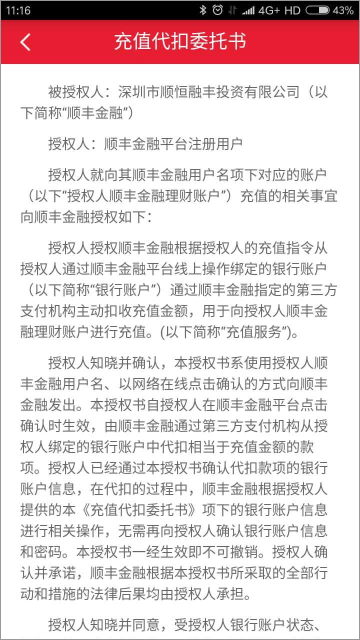 11:16
4G+ HD 43%
充值代扣委托书
被授权人：深圳市顺恒融丰投资有限公司（以
下简称“顺丰金融”）
授权人：顺丰金融平台注册用户
授权人就向其顺丰金融用户名项下对应的账户
（以下“授权人顺丰金融理财账户”）充值的相关事宜
向顺丰金融授权如下：
授权人授权顺丰金融根据授权人的充值指令从
授权人通过顺丰金融平台线上操作绑定的银行账户
（以下简称“银行账户”）通过顺丰金融指定的第三方
支付机构主动扣收充值金额，用于向授权人顺丰金
融理财账户进行充值。(以下简称“充值服务”)。
授权人知晓并确认，本授权书系使用授权人顺
丰金融用户名、以网络在线点击确认的方式向顺丰
金融发出。本授权书自授权人在顺丰金融平台点击
确认时生效，由顺丰金融通过第三方支付机构从授
权人绑定的银行账户中代扣相当于充值金额的款
项。授权人已经通过本授权书确认代扣款项的银行
账户信息，在代扣的过程中，顺丰金融根据授权人
提供的本《充值代扣委托书》项下的银行账户信息
进行相关操作，无需再向授权人确认银行账户信息
和密码。本授权书一经生效即不可撤销。授权人确
认并承诺，顺丰金融根据本授权书所采取的全部行
动和措施的法律后果均由授权人承担。
授权人知晓并同意，受授权人银行账户状态、